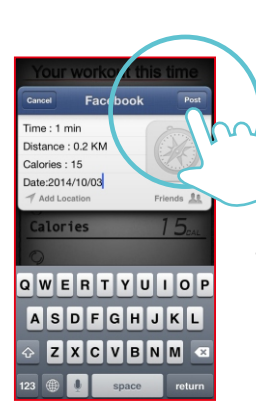 Your workout this time
Cancel Facebook Post
Time : 1 min
Distance : 0.2 KM
Calories : 15
Date:2014/10/03
Add Location Friends
Calories 15CAL
Q W E R T Y U I O P
A S D F G H J K L
Z X C V B N M
123 space return